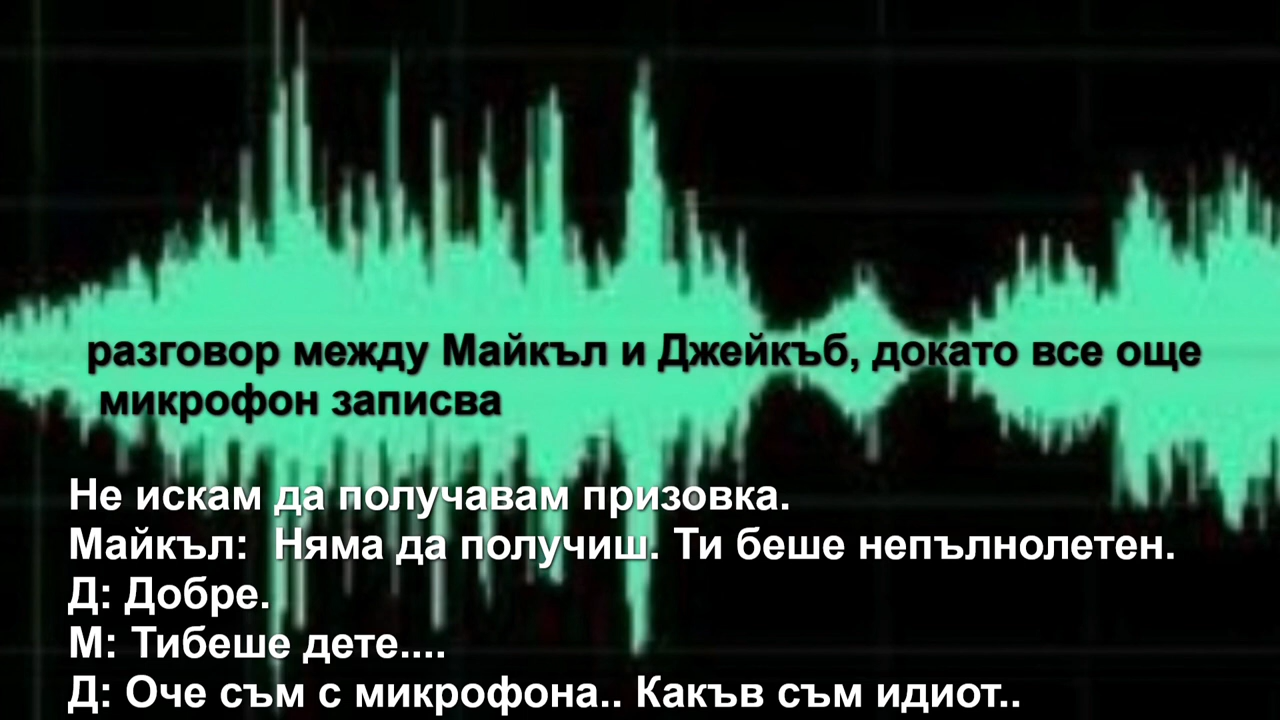 разговор между Майкъл и Джейкъб, докато все още
микрофон записва
Не искам да получавам призовка.
Майкъл: Няма да получиш. Ти беше непълнолетен.
Д: Добре.
М: Тибеше дете....
Д: Оче съм с микрофона.. Какъв съм идиот..